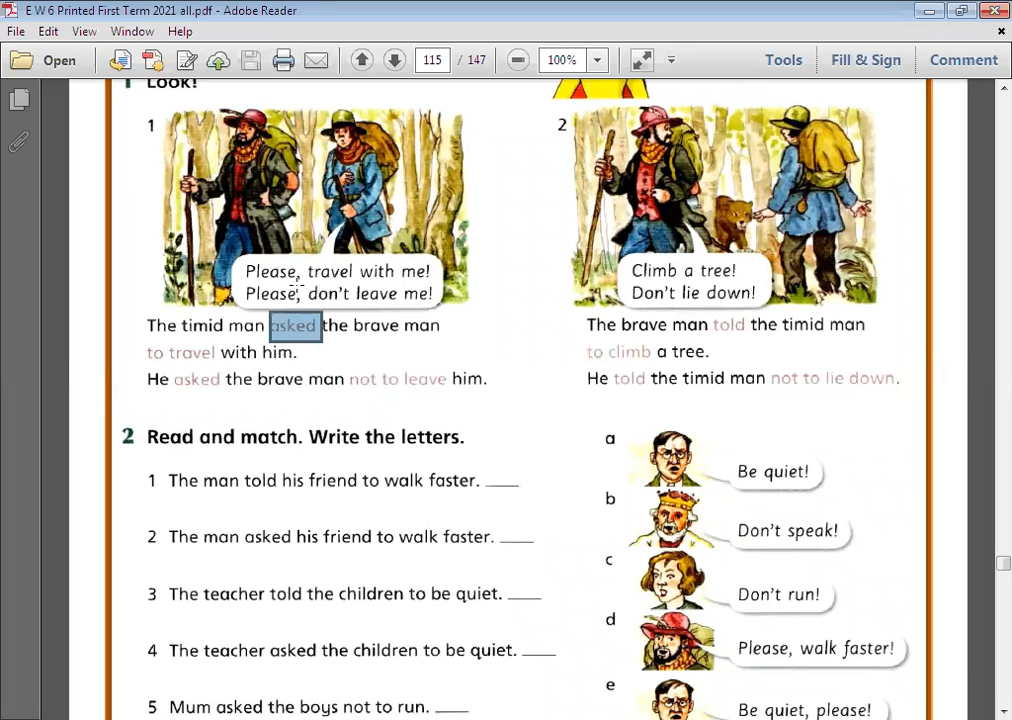 E W 6 Printed First Term 2021 all.pdf - Adobe Reader
File Edit View Window Help
Open 115 / 147 100% Tools Fill & Sign Comment
1 Look!
1
2
Please, travel with me!
Please, don't leave me!
Climb a tree!
Don't lie down!
The timid man asked the brave man
to travel with him.
He asked the brave man not to leave him.
The brave man told the timid man
to climb a tree.
He told the timid man not to lie down.
2 Read and match. Write the letters.
1 The man told his friend to walk faster.
2 The man asked his friend to walk faster.
3 The teacher told the children to be quiet.
4 The teacher asked the children to be quiet.
5 Mum asked the boys not to run.
a Be quiet!
b Don't speak!
c Don't run!
d Please, walk faster!
e Be quiet, please!